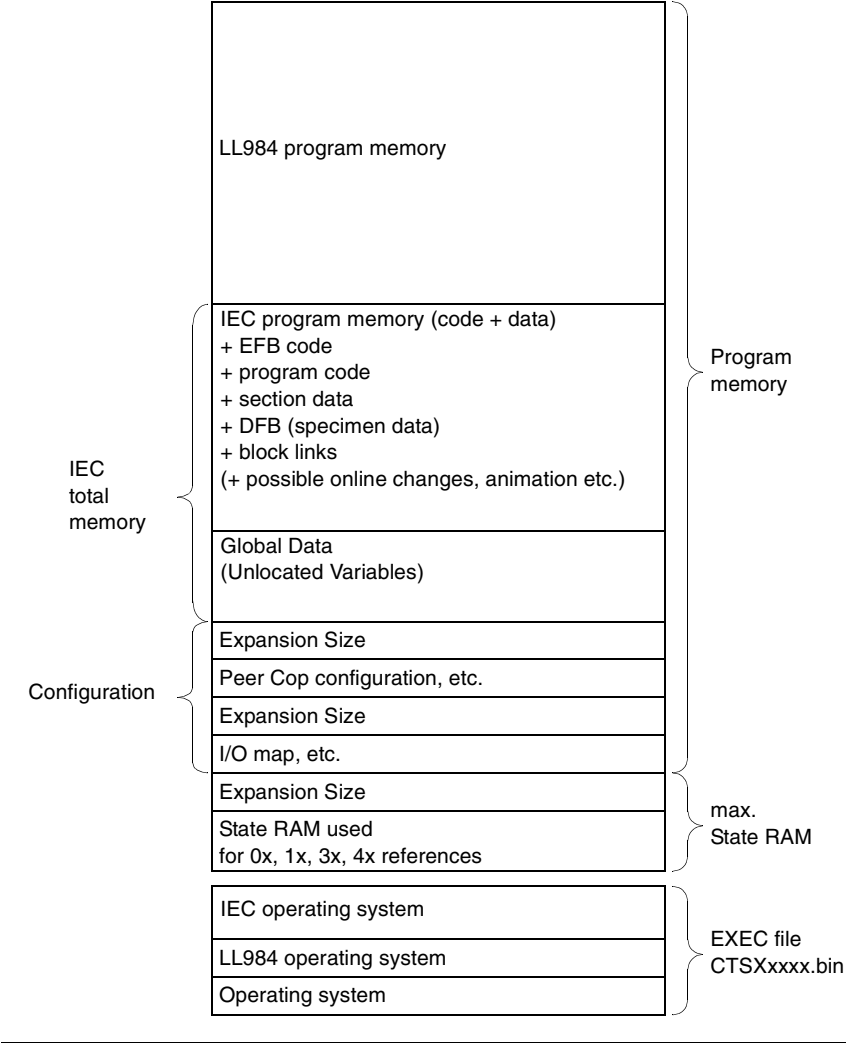 LL984 program memory
IEC program memory (code + data)
+ EFB code
+ program code
+ section data
+ DFB (specimen data)
+ block links
(+ possible online changes, animation etc.)
Program
memory
IEC
total
memory
Global Data
(Unlocated Variables)
Expansion Size
Peer Cop configuration, etc.
Configuration
Expansion Size
I/O map, etc.
Expansion Size
State RAM used
for 0x, 1x, 3x, 4x references
max.
State RAM
IEC operating system
LL984 operating system
Operating system
EXEC file
CTSXxxxx.bin